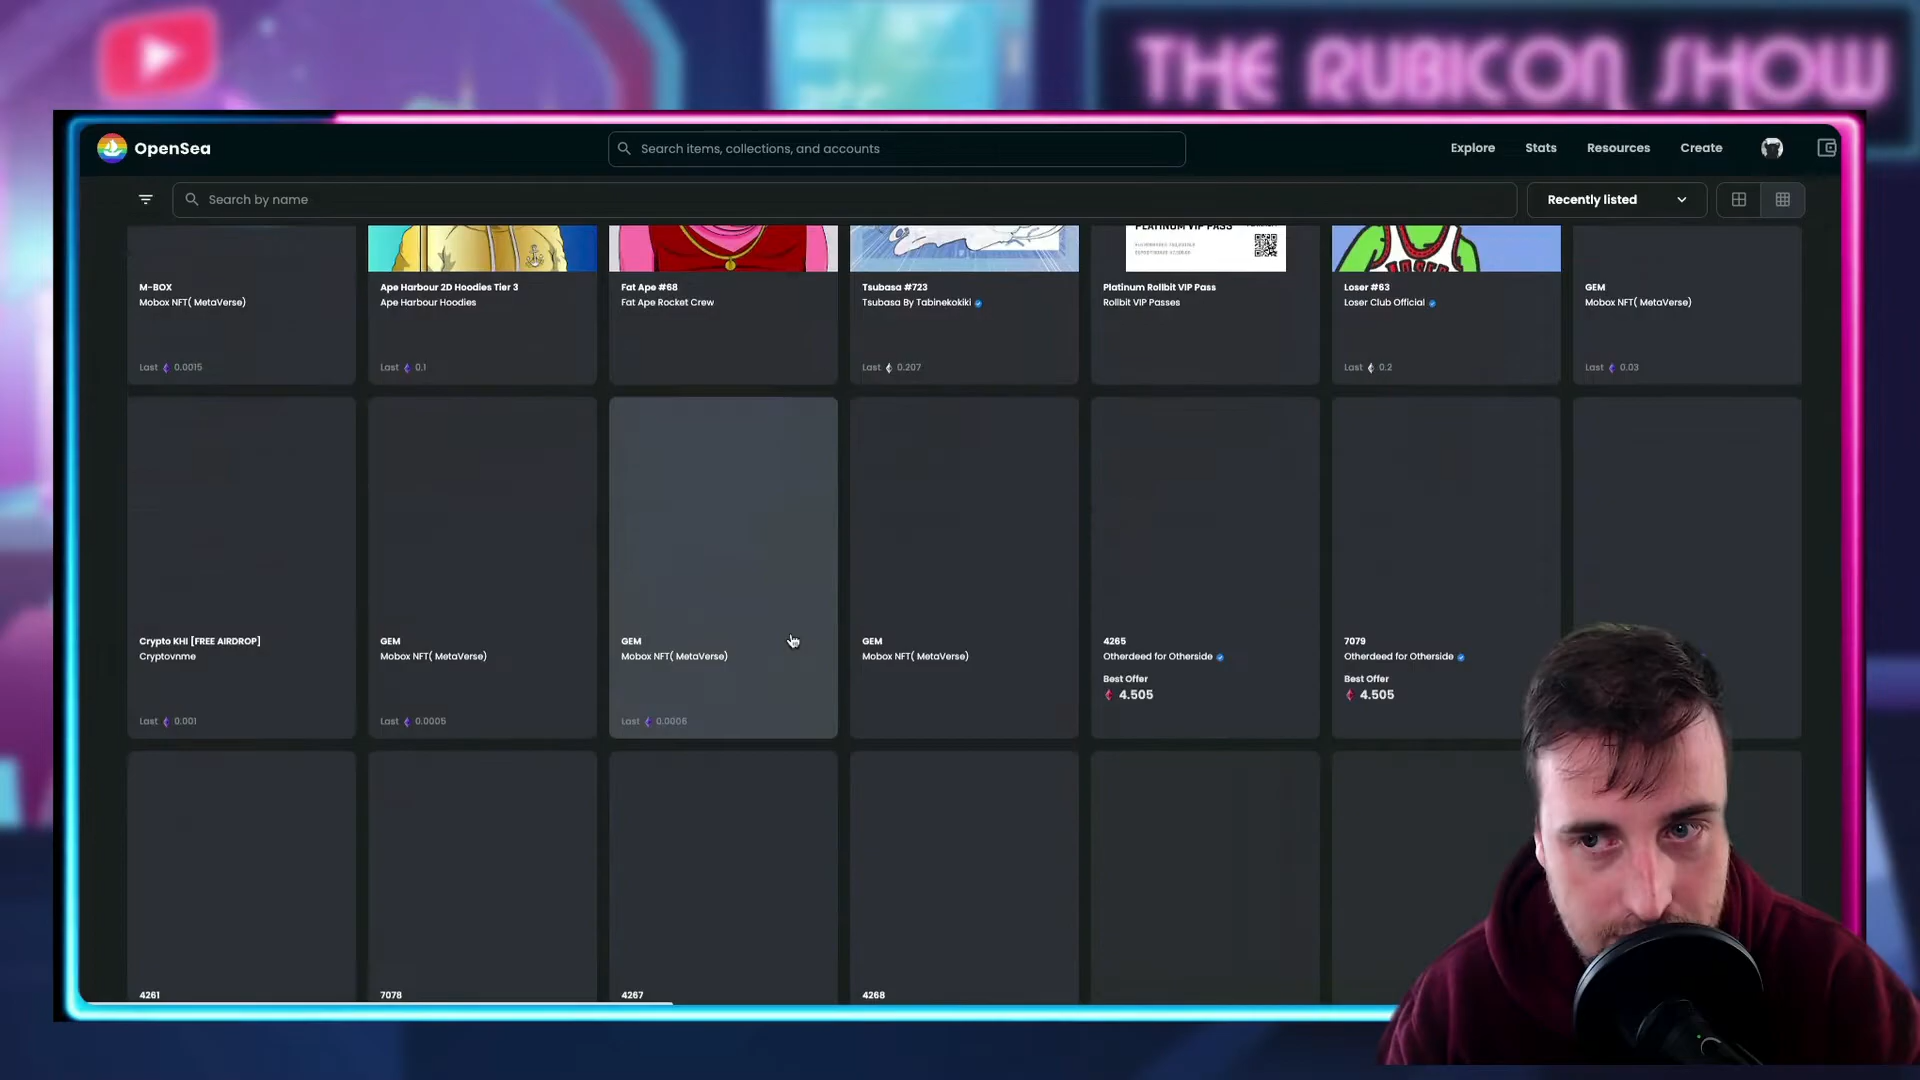 THE RUBICON SHOW
OpenSea
Search items, collections, and accounts
Explore
Stats
Resources
Create
Search by name
Recently listed
PLATINUM VIP PASS
M-BOX
Mobox NFT( MetaVerse)
Last 0.0015
Ape Harbour 2D Hoodies Tier 3
Ape Harbour Hoodies
Last 0.1
Fat Ape #68
Fat Ape Rocket Crew
Tsubasa #723
Tsubasa By Tabinekokiki
Last 0.207
Platinum Rollbit VIP Pass
Rollbit VIP Passes
LOSER
Loser #63
Loser Club Official
Last 0.2
GEM
Mobox NFT( MetaVerse)
Last 0.03
Crypto KHI [FREE AIRDROP]
Cryptovnme
Last 0.001
GEM
Mobox NFT( MetaVerse)
Last 0.0005
GEM
Mobox NFT( MetaVerse)
Last 0.0006
GEM
Mobox NFT( MetaVerse)
4265
Otherdeed for Otherside
Best Offer
4.505
7079
Otherdeed for Otherside
Best Offer
4.505
4261
7078
4267
4268